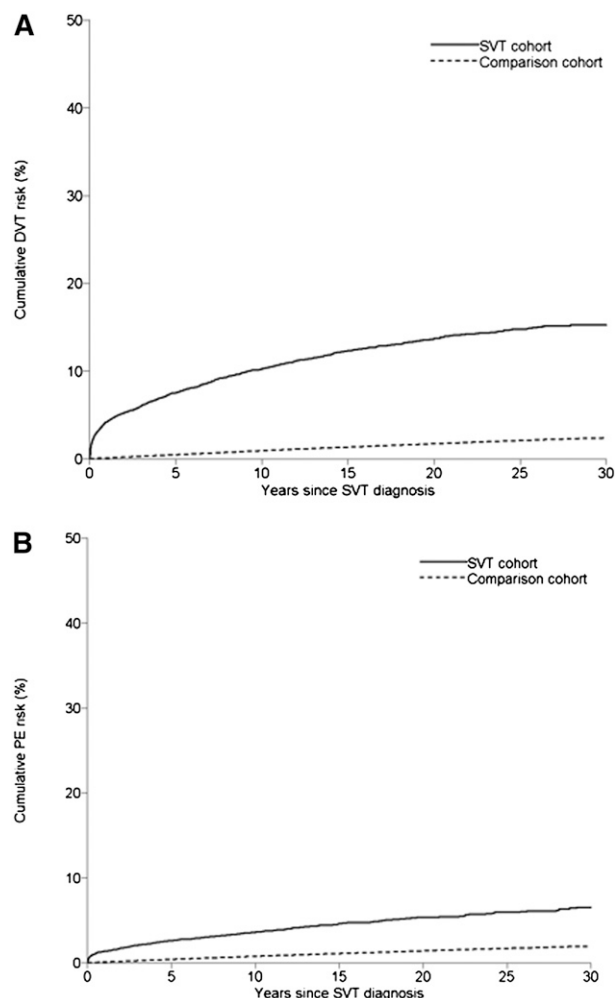 A
50
40
30
20
10
0
Cumulative DVT risk (%)
SVT cohort
Comparison cohort
0 5 10 15 20 25 30
Years since SVT diagnosis
B
50
40
30
20
10
0
Cumulative PE risk (%)
SVT cohort
Comparison cohort
0 5 10 15 20 25 30
Years since SVT diagnosis